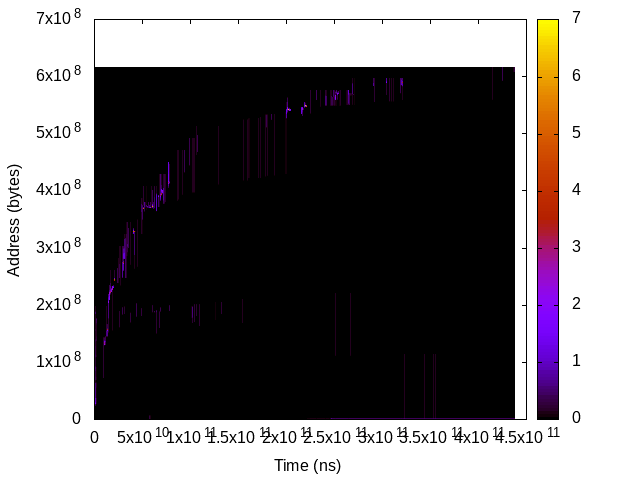 7x10 8
6x10 8
5x10 8
4x10 8
3x10 8
2x10 8
1x10 8
0
Address (bytes)
0 5x10 10 1x10 11 1.5x10 11 2x10 11 2.5x10 11 3x10 11 3.5x10 11 4x10 11 4.5x10 11
Time (ns)
7
6
5
4
3
2
1
0